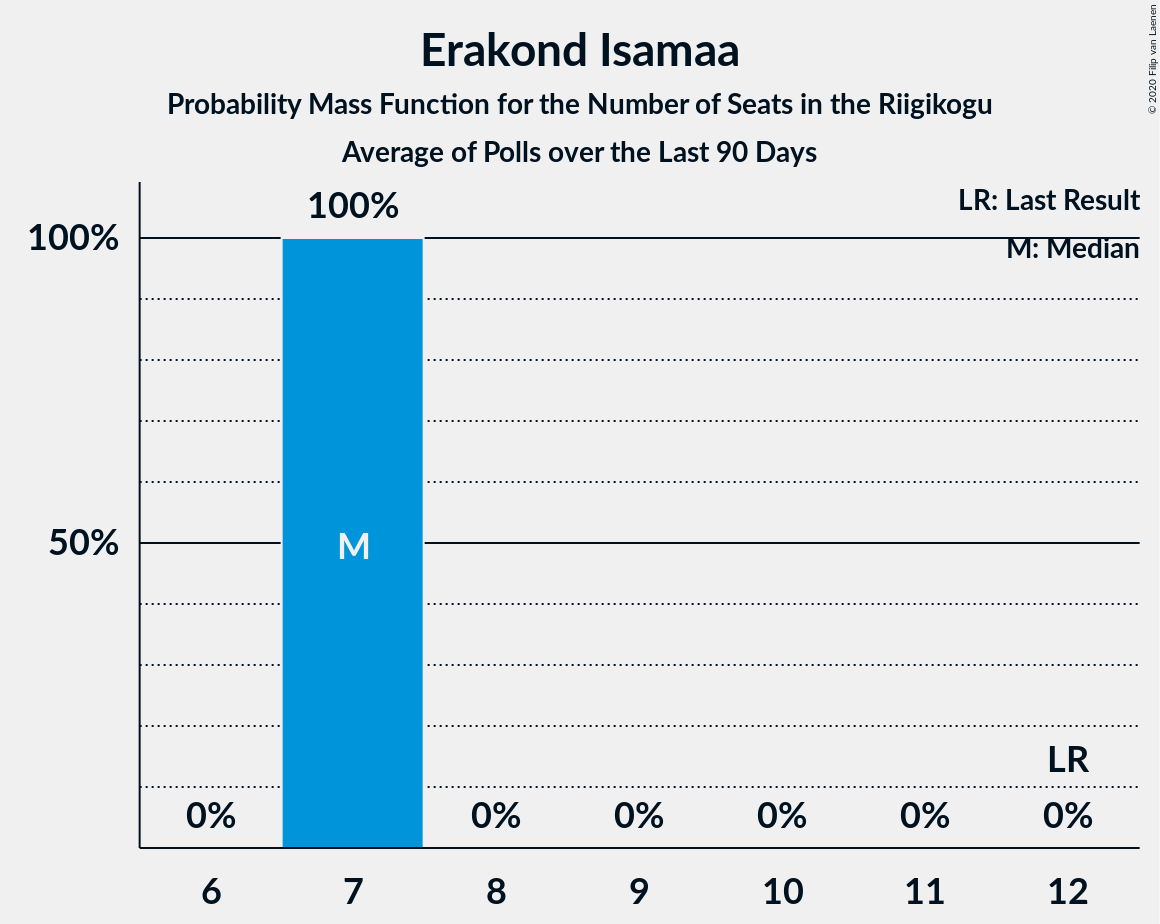 Erakond Isamaa
Probability Mass Function for the Number of Seats in the Riigikogu
Average of Polls over the Last 90 Days
© 2020 Filip van Laenen
LR: Last Result
M: Median
100%
100%
50%
M
LR
0% 0% 0% 0% 0% 0%
6 7 8 9 10 11 12